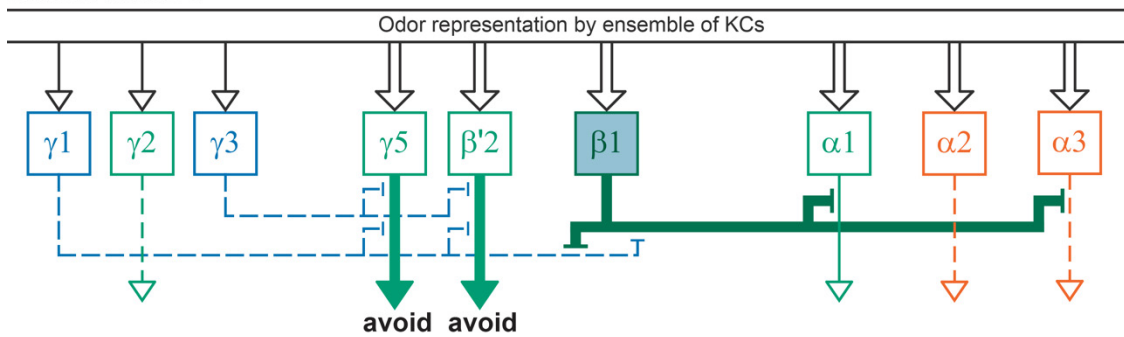 Odor representation by ensemble of KCs
γ1 γ2 γ3 γ5 β'2 β1 α1 α2 α3
avoid avoid